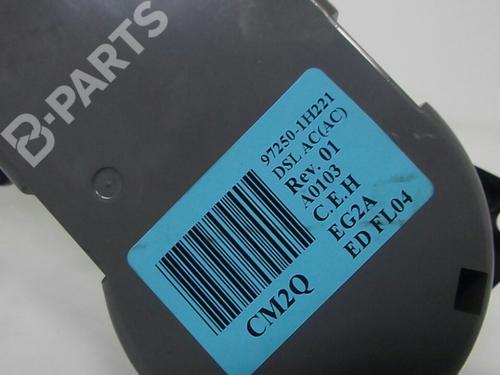 B-PARTS
97250-1H221
DSL AC(AC)
Rev. 01
A0103
C.E.H
EG2A
ED FL04
CM2Q